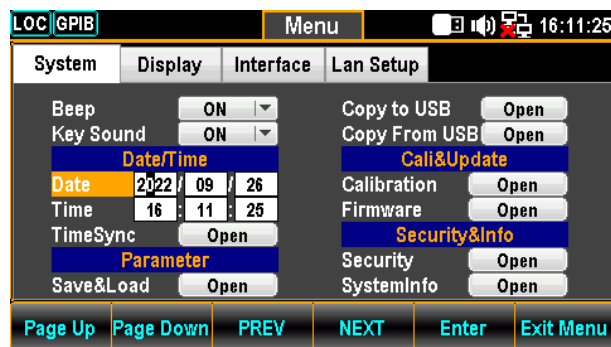 LOC GPIB Menu 16:11:25
System Display Interface Lan Setup
Beep ON
Key Sound ON
Date/Time
Date 2022 / 09 / 26
Time 16 : 11 : 25
TimeSync Open
Parameter
Save&Load Open
Copy to USB Open
Copy From USB Open
Cali&Update
Calibration Open
Firmware Open
Security&Info
Security Open
SystemInfo Open
Page Up Page Down PREV NEXT Enter Exit Menu